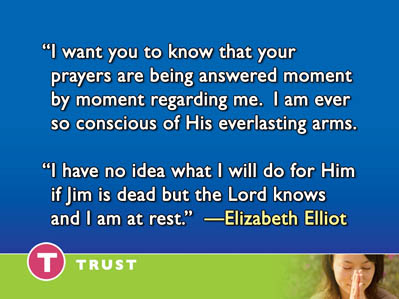 “I want you to know that your
prayers are being answered moment
by moment regarding me.  I am ever
so conscious of His everlasting arms.
“I have no idea what I will do for Him
if Jim is dead but the Lord knows
and I am at rest.”  —Elizabeth Elliot
T TRUST